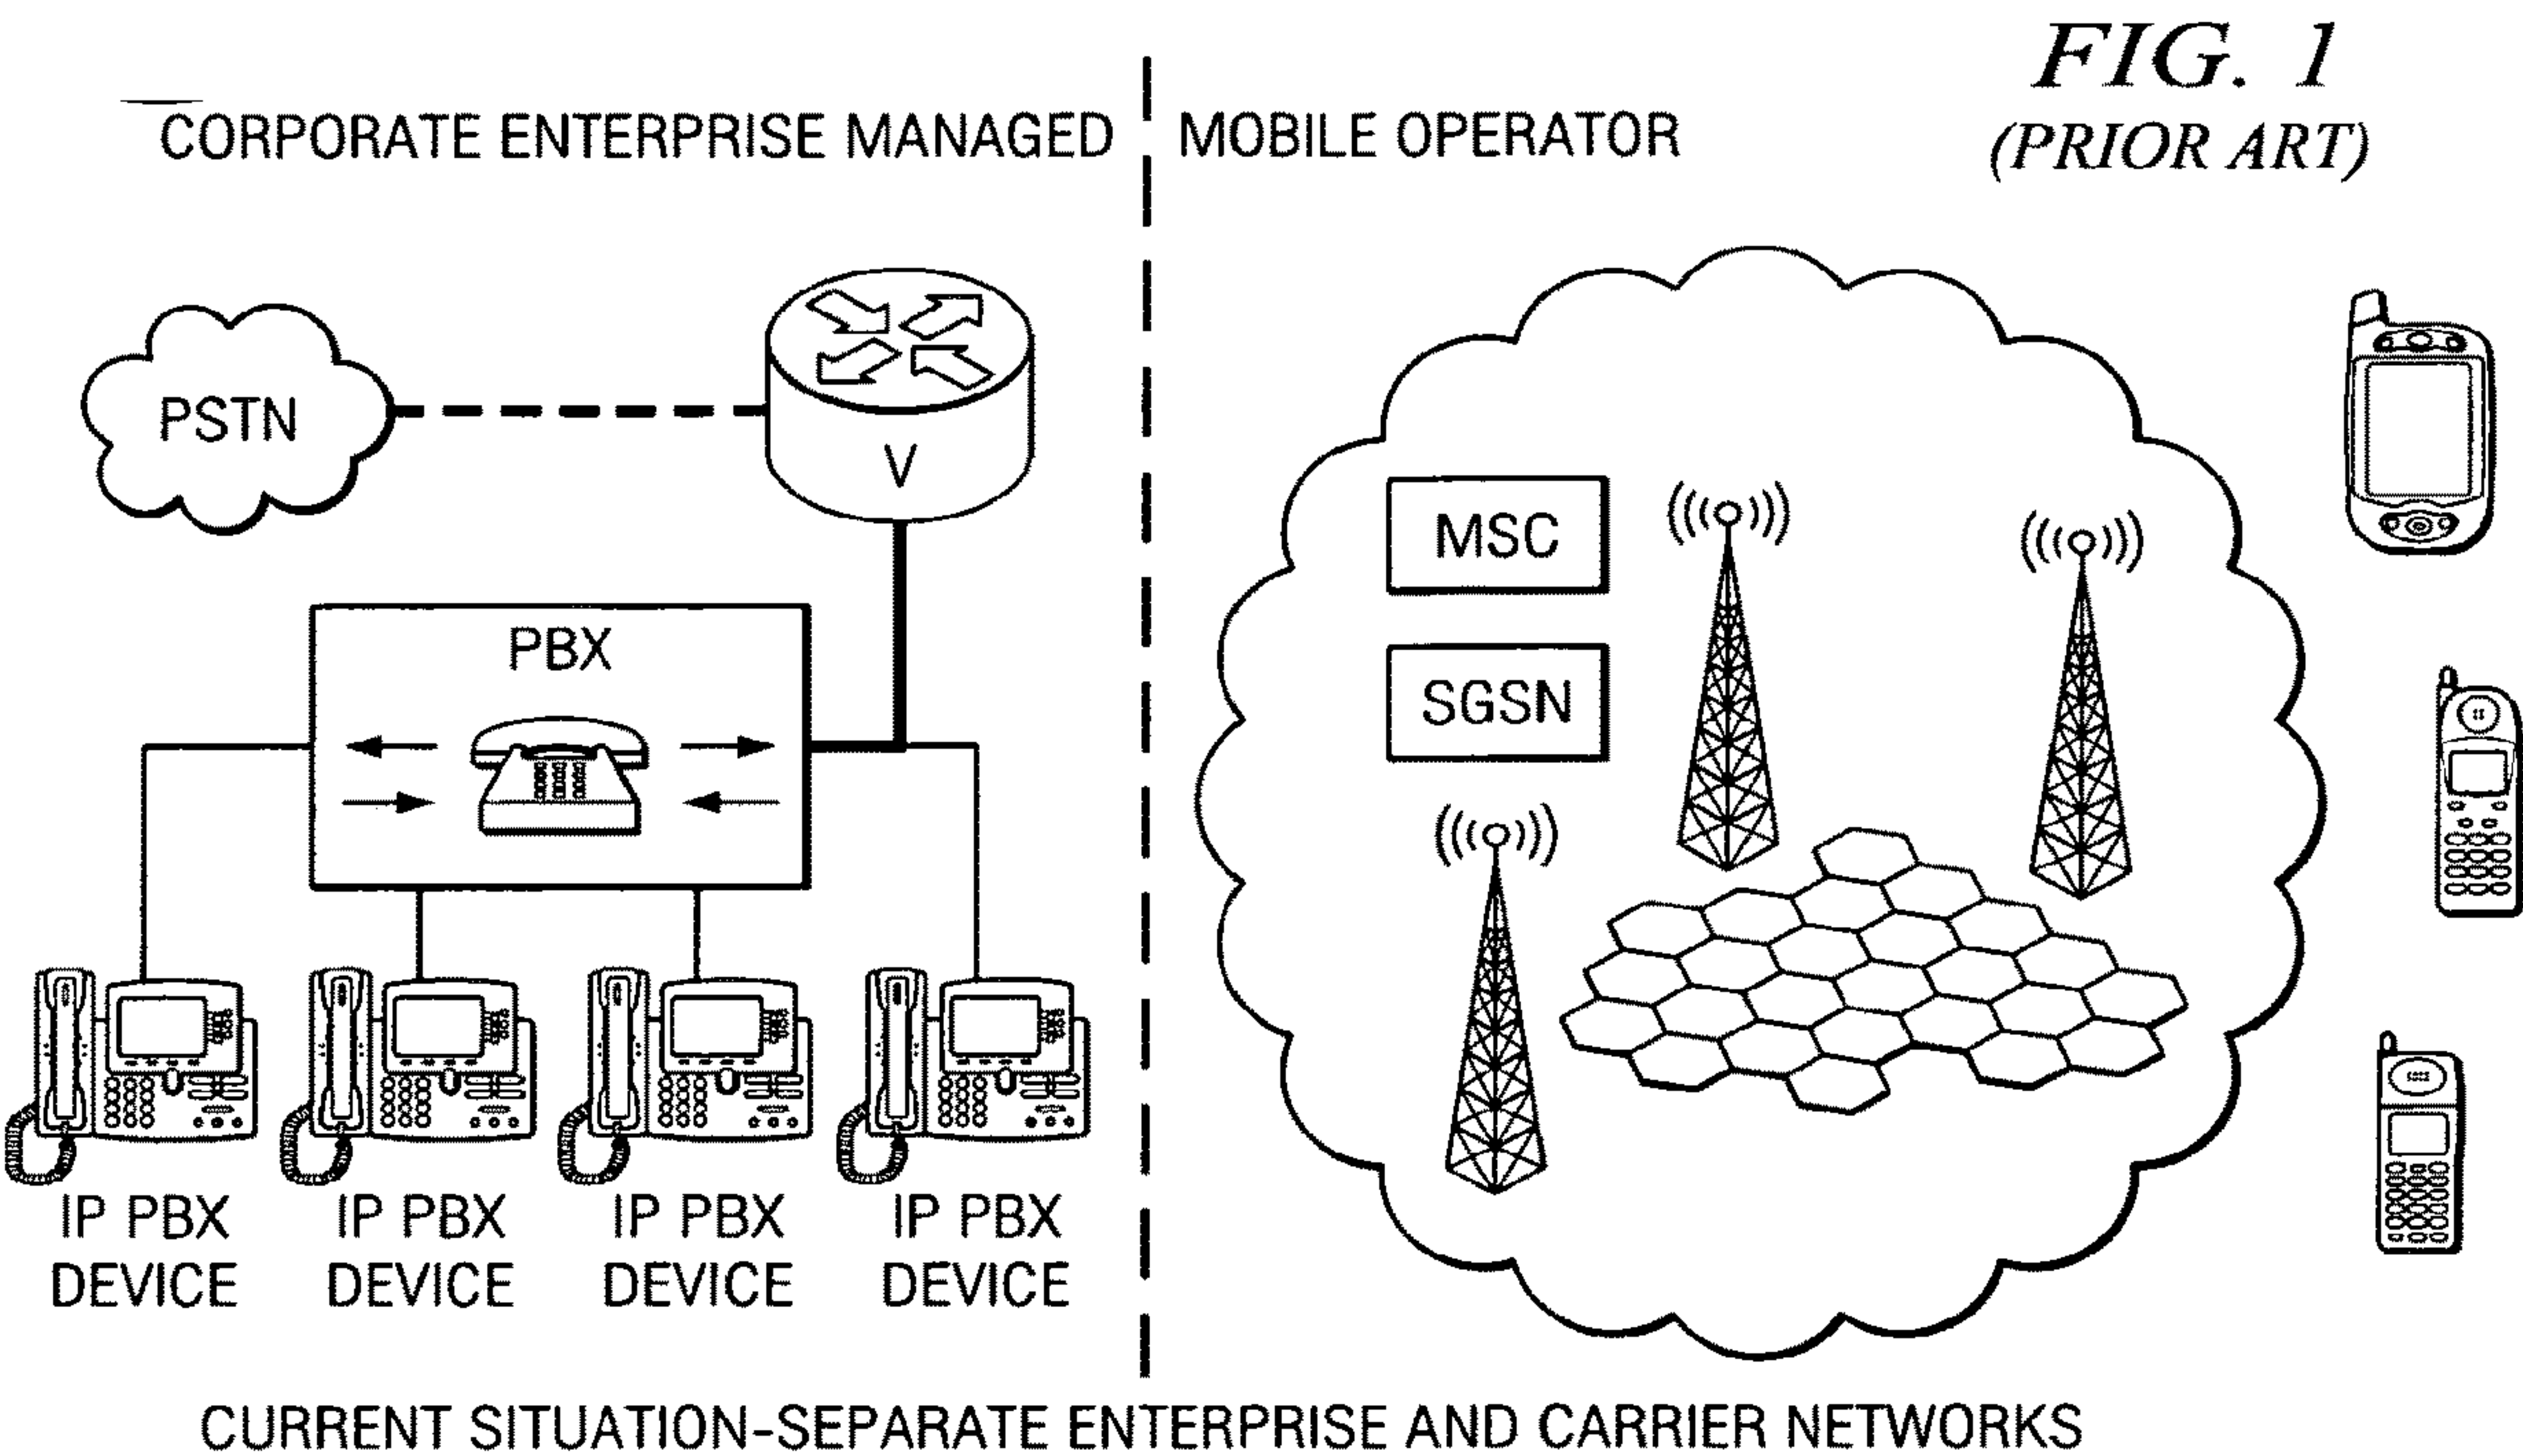 FIG. 1
(PRIOR ART)
CORPORATE ENTERPRISE MANAGED
MOBILE OPERATOR
PSTN
V
MSC
PBX
SGSN
IP PBX
DEVICE
IP PBX
DEVICE
IP PBX
DEVICE
IP PBX
DEVICE
CURRENT SITUATION-SEPARATE ENTERPRISE AND CARRIER NETWORKS